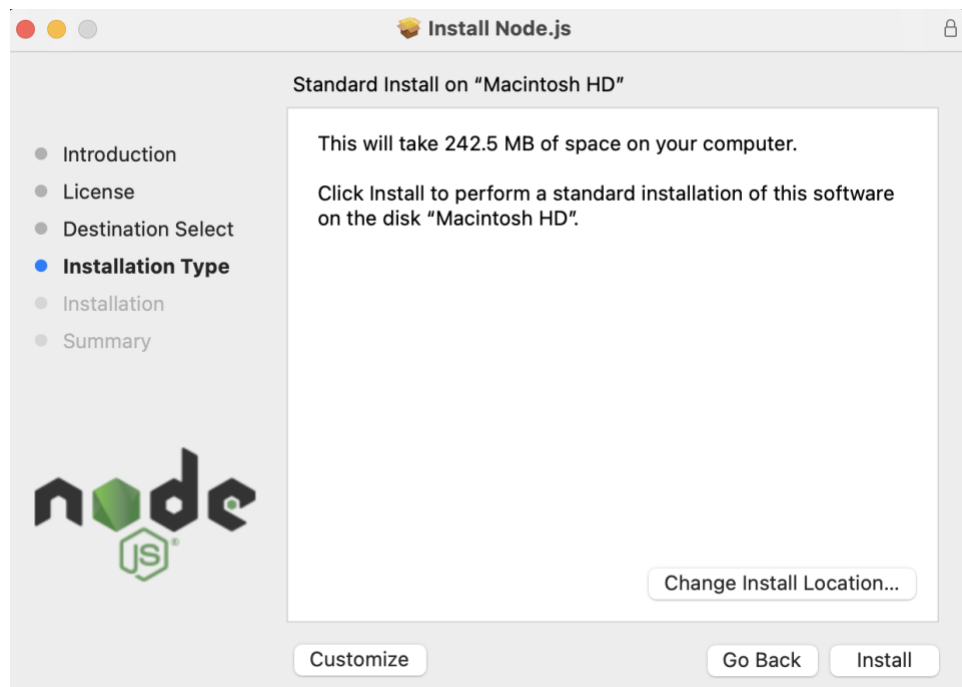 Install Node.js
Standard Install on “Macintosh HD”
Introduction
License
Destination Select
Installation Type
Installation
Summary
This will take 242.5 MB of space on your computer.
Click Install to perform a standard installation of this software
on the disk “Macintosh HD”.
node
JS®
Change Install Location...
Customize
Go Back
Install